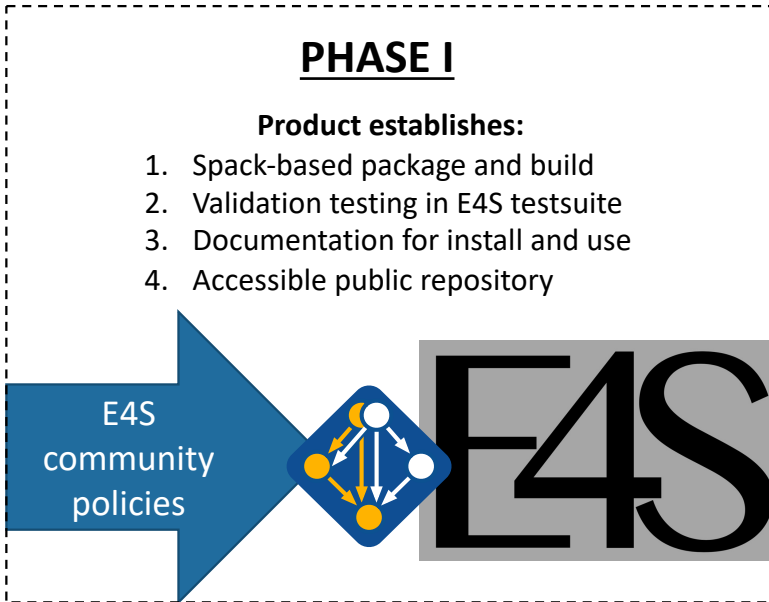 PHASE I
Product establishes:
1. Spack-based package and build
2. Validation testing in E4S testsuite
3. Documentation for install and use
4. Accessible public repository
E4S
community
policies
E4S